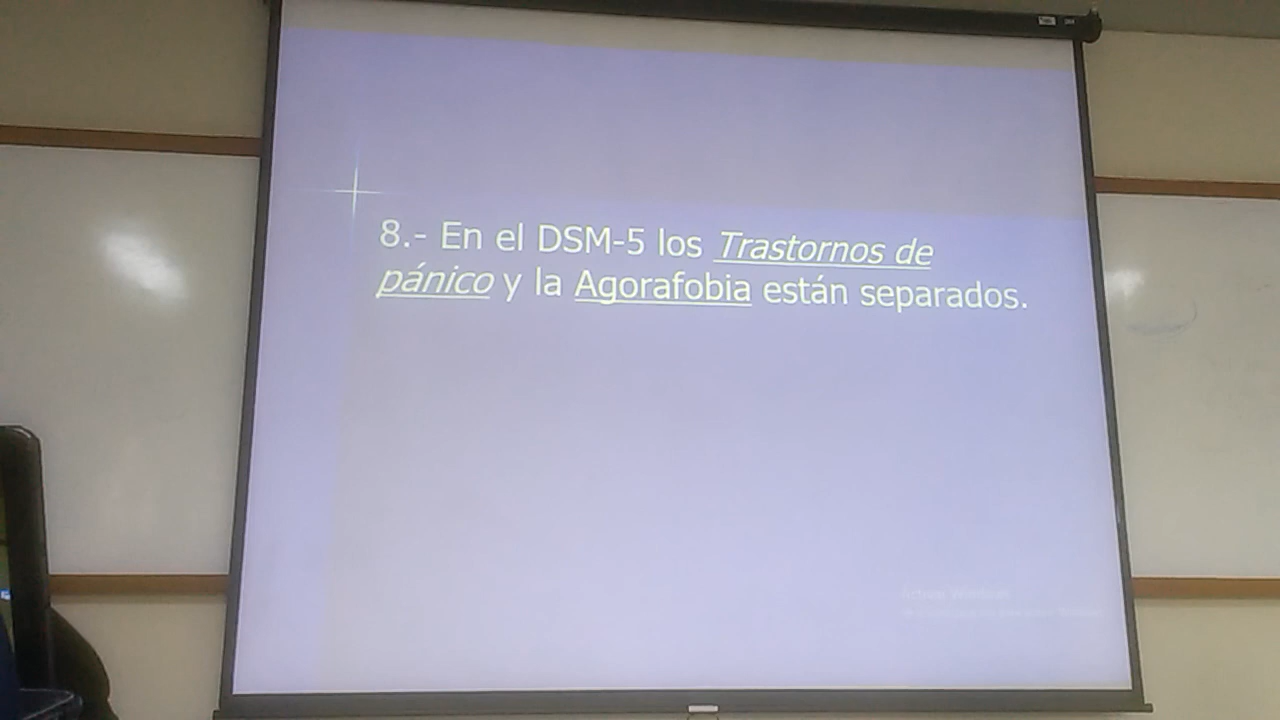 8.- En el DSM-5 los Trastornos de
pánico y la Agorafobia están separados.